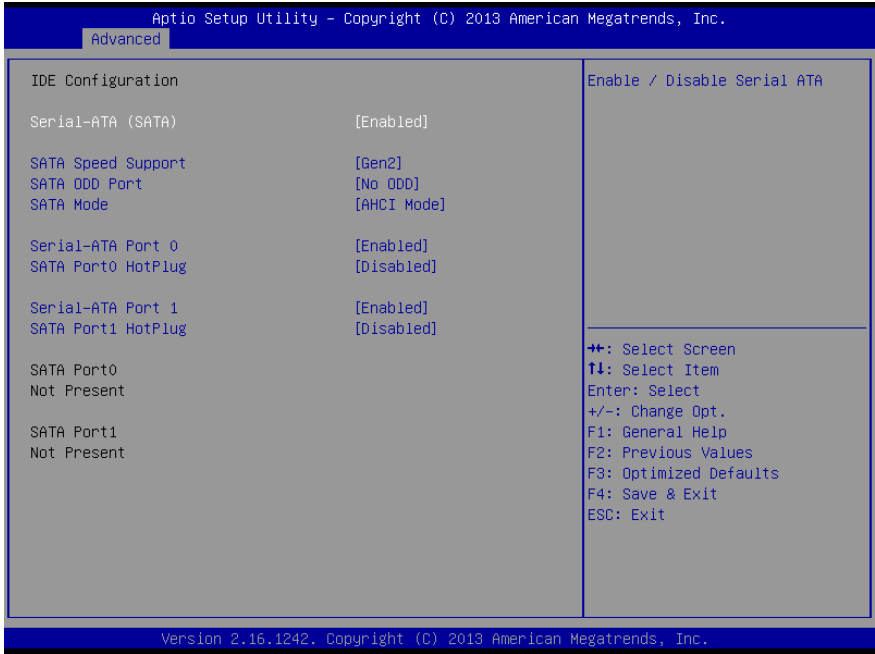 Aptio Setup Utility – Copyright (C) 2013 American Megatrends, Inc.
Advanced
IDE Configuration
Serial-ATA (SATA) [Enabled]
SATA Speed Support [Gen2]
SATA ODD Port [No ODD]
SATA Mode [AHCI Mode]
Serial-ATA Port 0 [Enabled]
SATA Port0 HotPlug [Disabled]
Serial-ATA Port 1 [Enabled]
SATA Port1 HotPlug [Disabled]
SATA Port0
Not Present
SATA Port1
Not Present
Enable / Disable Serial ATA
→←: Select Screen
↑↓: Select Item
Enter: Select
+/-: Change Opt.
F1: General Help
F2: Previous Values
F3: Optimized Defaults
F4: Save & Exit
ESC: Exit
Version 2.16.1242. Copyright (C) 2013 American Megatrends, Inc.